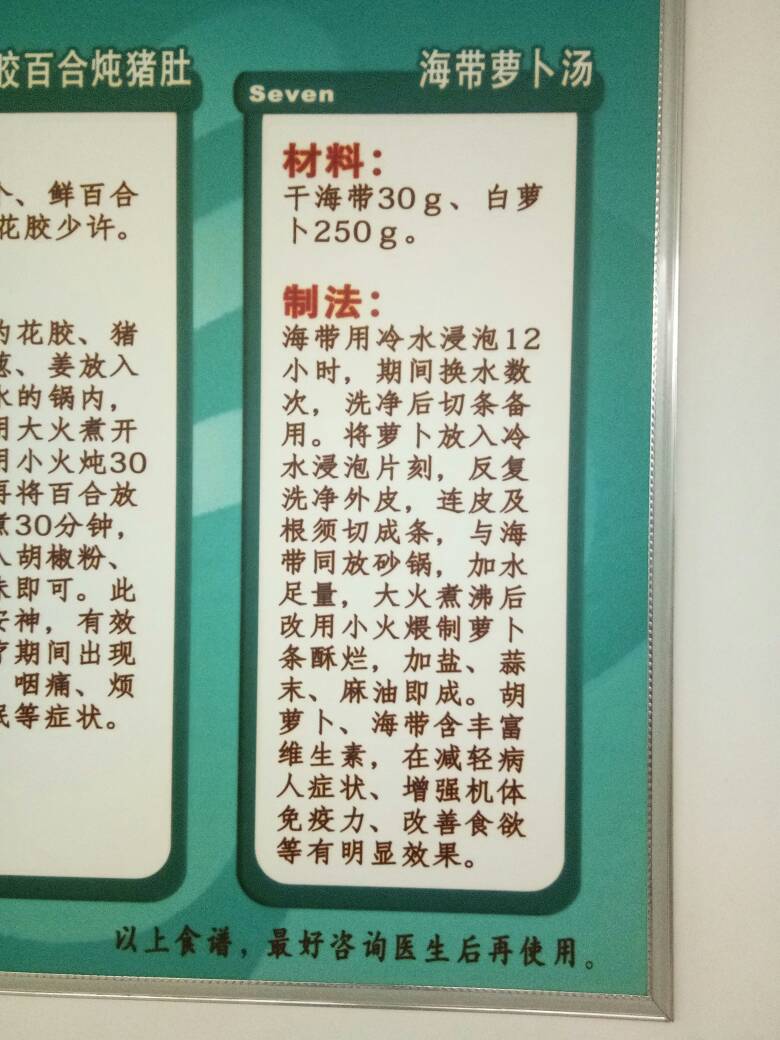 胶百合炖猪肚
个、鲜百合
花胶少许。
的花胶、猪
葱、姜放入
水的锅内，
用大火煮开
用小火炖30
再将百合放
煮30分钟，
入胡椒粉、
味即可。此
安神，有效
疗期间出现
咽痛、烦
眠等症状。
Seven
海带萝卜汤
材料：
干海带30g、白萝
卜250g。
制法：
海带用冷水浸泡12
小时，期间换水数
次，洗净后切条备
用。将萝卜放入冷
水浸泡片刻，反复
洗净外皮，连皮及
根须切成条，与海
带同放砂锅，加水
足量，大火煮沸后
改用小火煨制萝卜
条酥烂，加盐、蒜
末、麻油即成。胡
萝卜、海带含丰富
维生素，在减轻病
人症状、增强机体
免疫力、改善食欲
等有明显效果。
以上食谱，最好咨询医生后再使用。